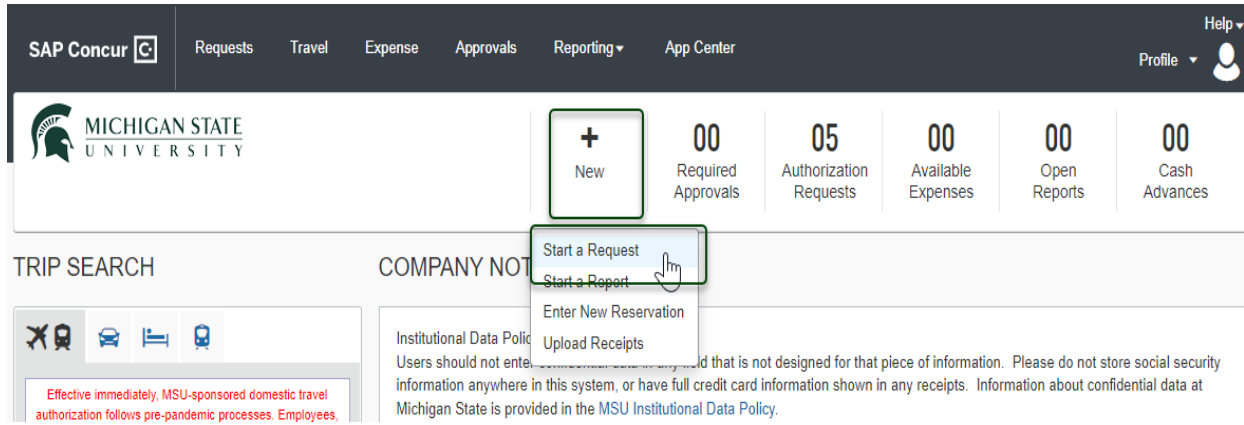 Help
SAP Concur C Requests Travel Expense Approvals Reporting App Center
Profile
MICHIGAN STATE
UNIVERSITY
+ 00 05 00 00 00
New Required Authorization Available Open Cash
Approvals Requests Expenses Reports Advances
Start a Request
TRIP SEARCH COMPANY NOT
Start a Report
Enter New Reservation
Institutional Data Polic
Upload Receipts
Users should not enter confidential data in any field that is not designed for that piece of information. Please do not store social security
information anywhere in this system, or have full credit card information shown in any receipts. Information about confidential data at
Michigan State is provided in the MSU Institutional Data Policy.
Effective immediately, MSU-sponsored domestic travel
authorization follows pre-pandemic processes. Employees,